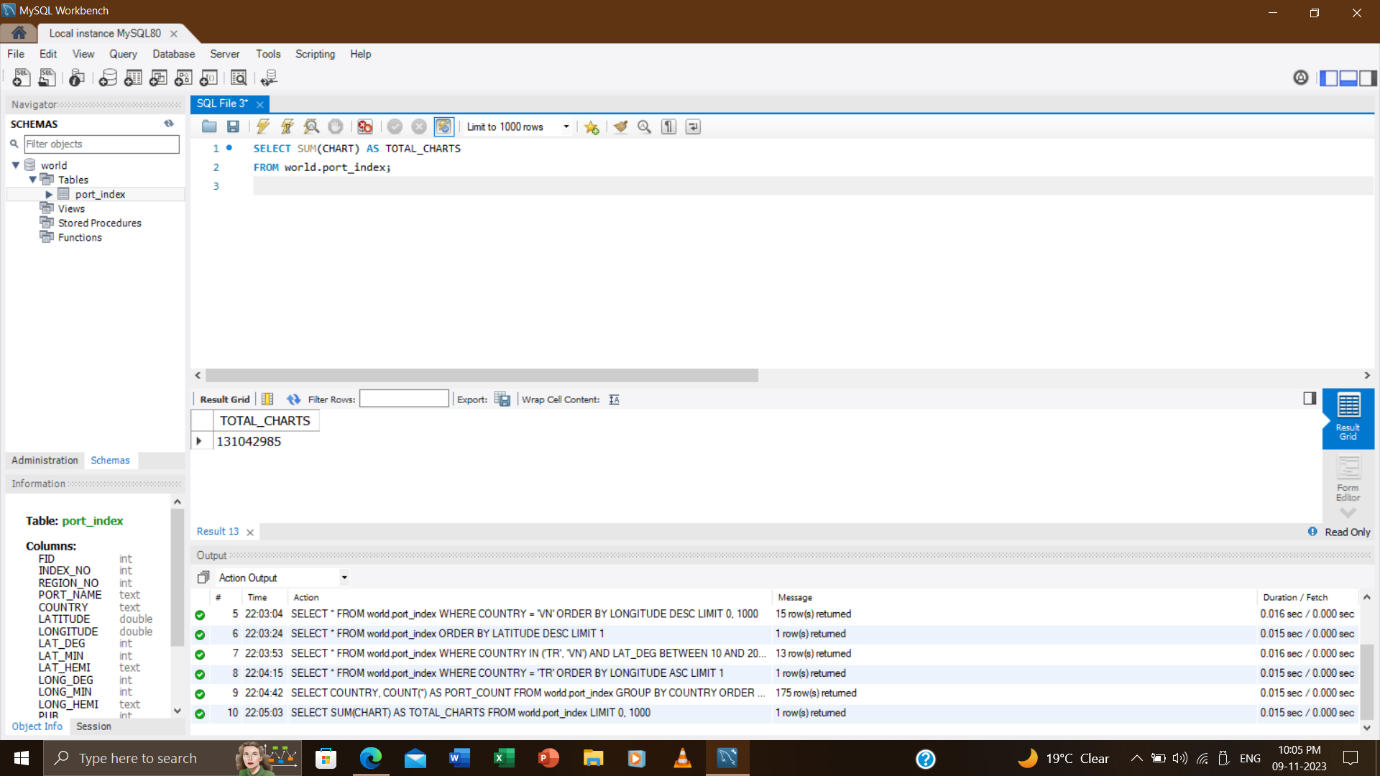 MySQL Workbench
Local instance MySQL80
File Edit View Query Database Server Tools Scripting Help
Navigator
SCHEMAS
Filter objects
world
Tables
port_index
Views
Stored Procedures
Functions
Administration Schemas
Information
Table: port_index
Columns:
FID int
INDEX_NO int
REGION_NO int
PORT_NAME text
COUNTRY text
LATITUDE double
LONGITUDE double
LAT_DEG int
LAT_MIN int
LAT_HEMI text
LONG_DEG int
LONG_MIN int
LONG_HEMI text
PUB int
Object Info Session
SQL File 3*
Limit to 1000 rows
1 SELECT SUM(CHART) AS TOTAL_CHARTS
2 FROM world.port_index;
3
Result Grid Filter Rows: Export: Wrap Cell Content:
TOTAL_CHARTS
131042985
Result Grid
Form Editor
Result 13
Read Only
Output
Action Output
# Time Action Message Duration / Fetch
5 22:03:04 SELECT * FROM world.port_index WHERE COUNTRY = 'VN' ORDER BY LONGITUDE DESC LIMIT 0, 1000 15 row(s) returned 0.016 sec / 0.000 sec
6 22:03:24 SELECT * FROM world.port_index ORDER BY LATITUDE DESC LIMIT 1 1 row(s) returned 0.015 sec / 0.000 sec
7 22:03:53 SELECT * FROM world.port_index WHERE COUNTRY IN ('TR', 'VN') AND LAT_DEG BETWEEN 10 AND 20... 13 row(s) returned 0.016 sec / 0.000 sec
8 22:04:15 SELECT * FROM world.port_index WHERE COUNTRY = 'TR' ORDER BY LONGITUDE ASC LIMIT 1 1 row(s) returned 0.015 sec / 0.000 sec
9 22:04:42 SELECT COUNTRY, COUNT(*) AS PORT_COUNT FROM world.port_index GROUP BY COUNTRY ORDER ... 175 row(s) returned 0.015 sec / 0.000 sec
10 22:05:03 SELECT SUM(CHART) AS TOTAL_CHARTS FROM world.port_index LIMIT 0, 1000 1 row(s) returned 0.015 sec / 0.000 sec
Type here to search
19°C Clear
ENG
10:05 PM
09-11-2023